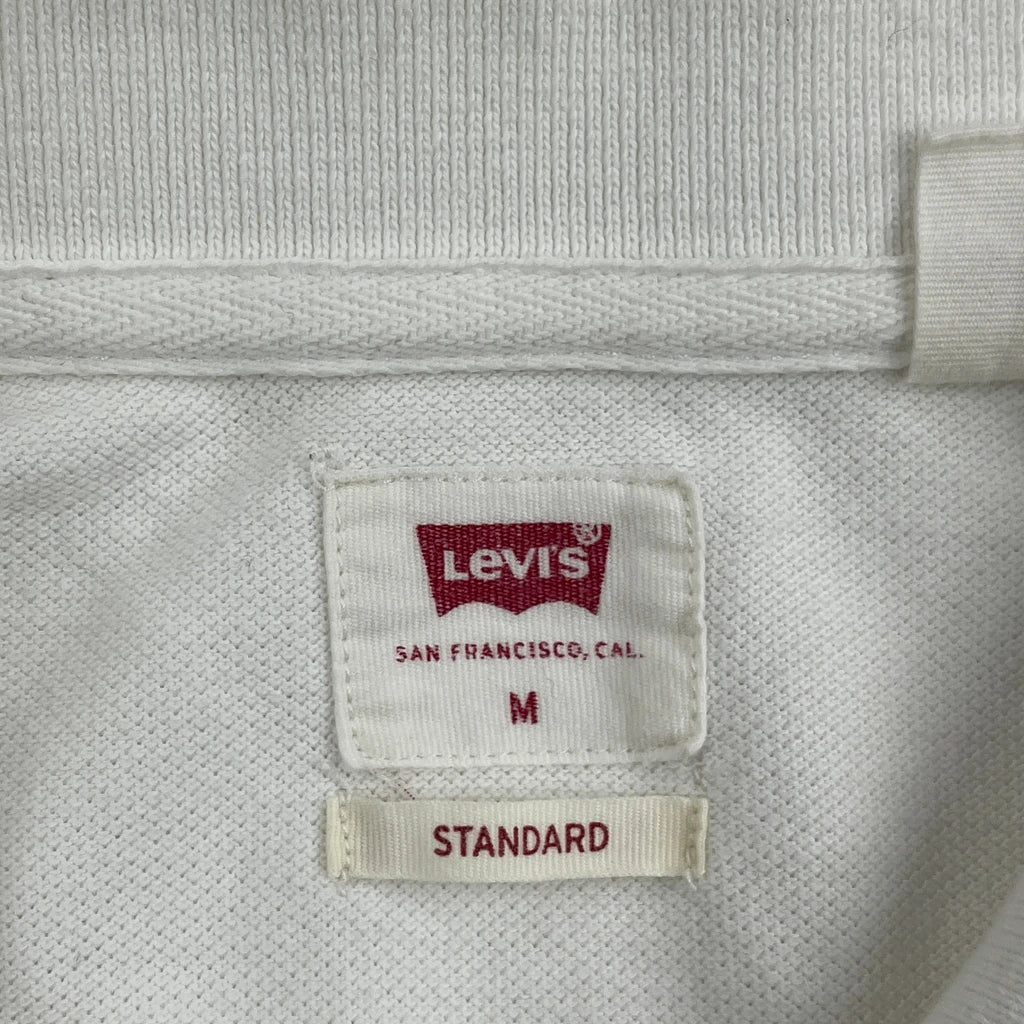 Levi's®
SAN FRANCISCO, CAL.
M
STANDARD